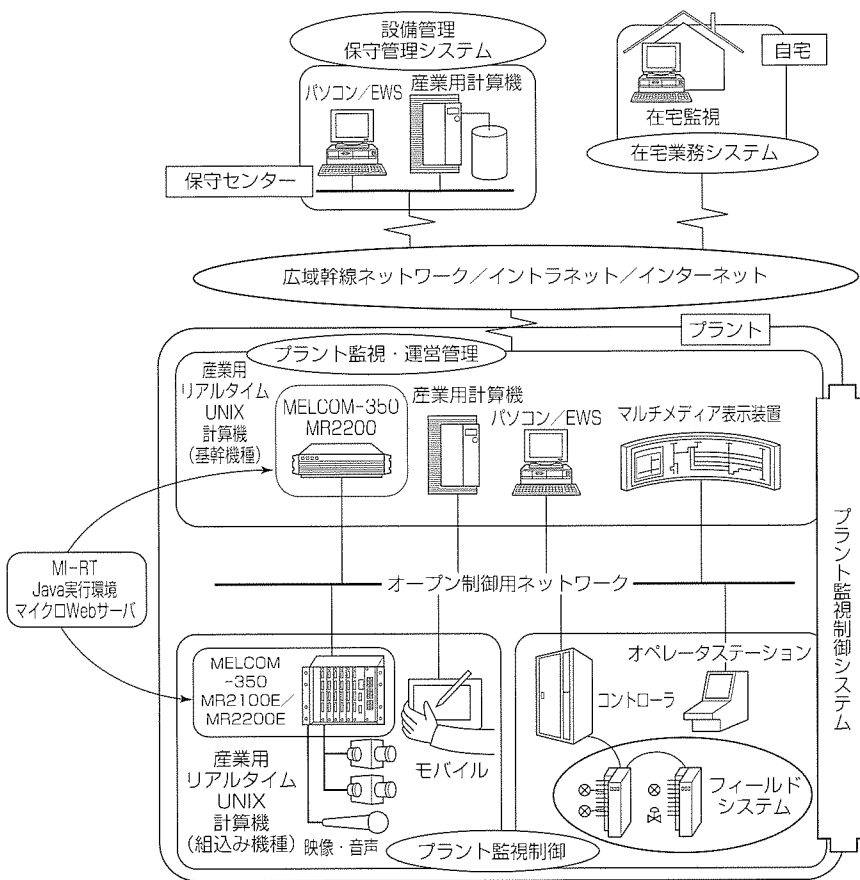 設備管理
保守管理システム
パソコン／EWS
産業用計算機
保守センター
自宅
在宅監視
在宅業務システム
広域幹線ネットワーク／イントラネット／インターネット
プラント
プラント監視・運営管理
産業用
リアルタイム
UNIX
計算機
(基幹機種)
MELCOM-350
MR2200
産業用計算機
パソコン／EWS
マルチメディア表示装置
プラント監視制御システム
MI-RT
Java実行環境
マイクロWebサーバ
オープン制御用ネットワーク
MELCOM
-350
MR2100E／
MR2200E
産業用
リアルタイム
UNIX
計算機
(組込み機種)
映像・音声
モバイル
コントローラ
オペレータステーション
フィールド
システム
プラント監視制御